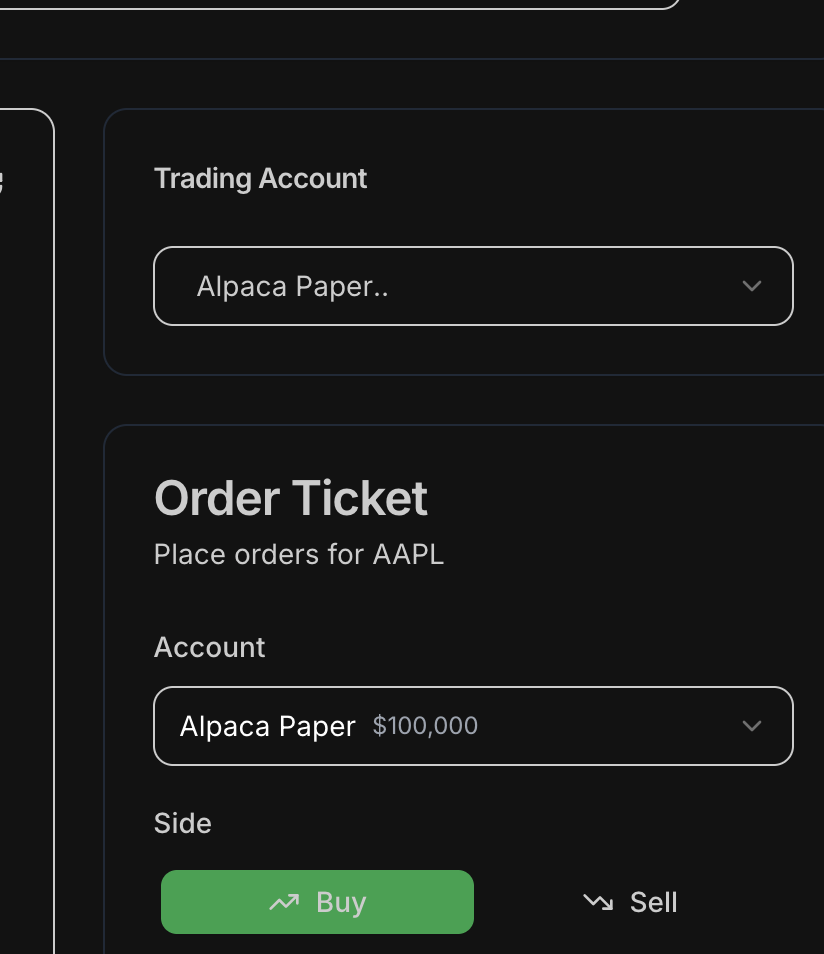 Trading Account
Alpaca Paper..
Order Ticket
Place orders for AAPL
Account
Alpaca Paper $100,000
Side
Buy
Sell